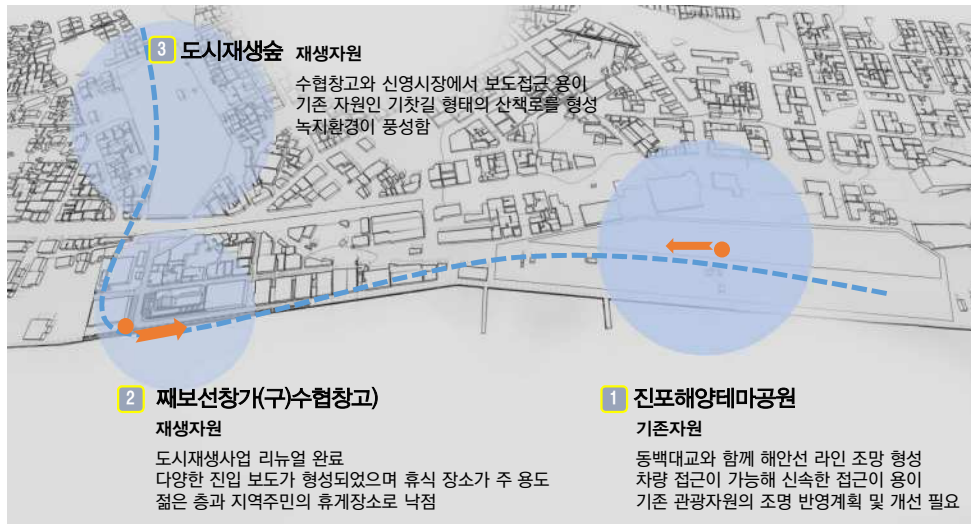 3 도시재생숲 재생자원
수협창고와 신영시장에서 보도접근 용이
기존 자원인 기찻길 형태의 산책로를 형성
녹지환경이 풍성함
2 째보선창가(구)수협창고)
재생자원
도시재생사업 리뉴얼 완료
다양한 진입 보도가 형성되었으며 휴식 장소가 주 용도
젊은 층과 지역주민의 휴게장소로 낙점
1 진포해양테마공원
기존자원
동백대교와 함께 해안선 라인 조망 형성
차량 접근이 가능해 신속한 접근이 용이
기존 관광자원의 조명 반영계획 및 개선 필요